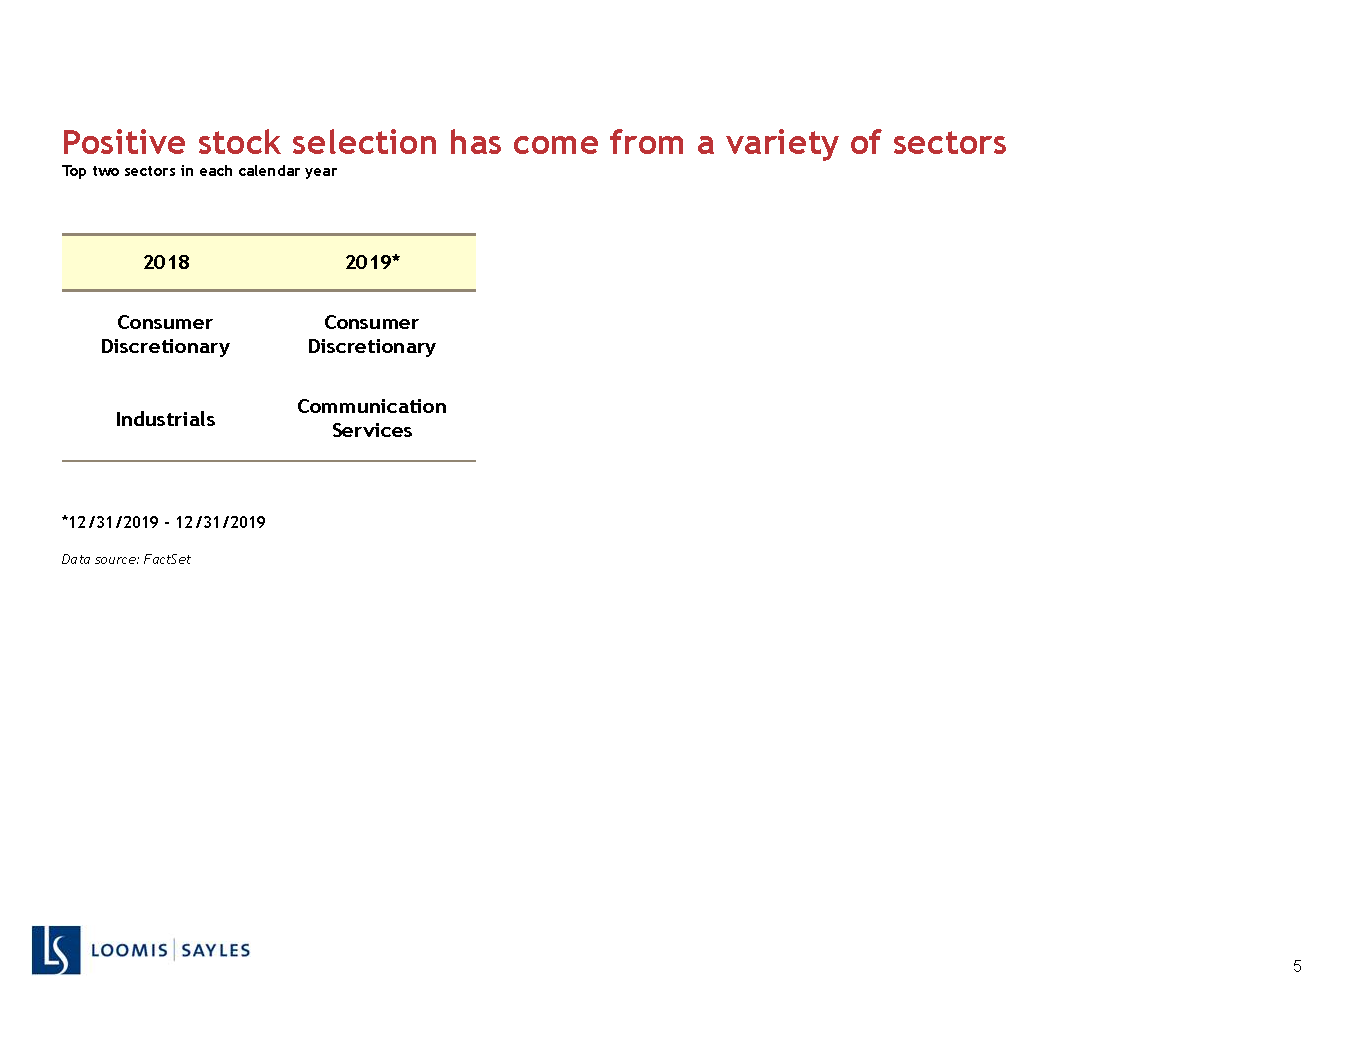 Positive stock selection has come from a variety of sectors
Top two sectors in each calendar year
2018 2019*
Consumer Discretionary Consumer Discretionary
Industrials Communication Services
*12/31/2019 - 12/31/2019
Data source: FactSet
LS LOOMIS | SAYLES
5